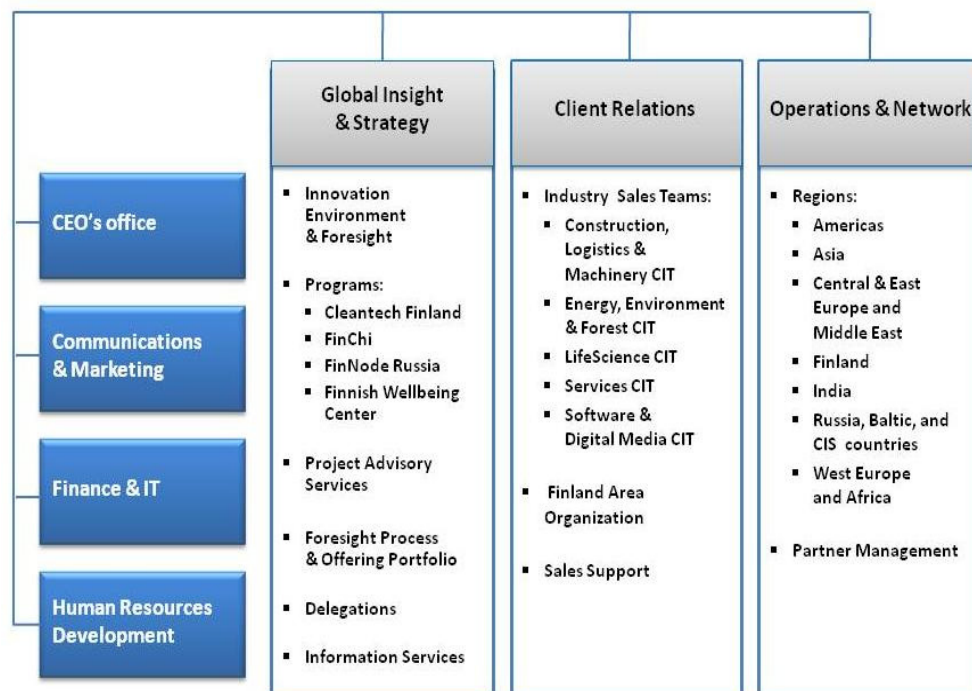 CEO's office
Communications
& Marketing
Finance & IT
Human Resources
Development
Global Insight
& Strategy
▪ Innovation
Environment
& Foresight
▪ Programs:
▪ Cleantech Finland
▪ FinChi
▪ FinNode Russia
▪ Finnish Wellbeing
Center
▪ Project Advisory
Services
▪ Foresight Process
& Offering Portfolio
▪ Delegations
▪ Information Services
Client Relations
▪ Industry Sales Teams:
▪ Construction,
Logistics &
Machinery CIT
▪ Energy, Environment
& Forest CIT
▪ LifeScience CIT
▪ Services CIT
▪ Software &
Digital Media CIT
▪ Finland Area
Organization
▪ Sales Support
Operations & Network
▪ Regions:
▪ Americas
▪ Asia
▪ Central & East
Europe and
Middle East
▪ Finland
▪ India
▪ Russia, Baltic, and
CIS countries
▪ West Europe
and Africa
▪ Partner Management